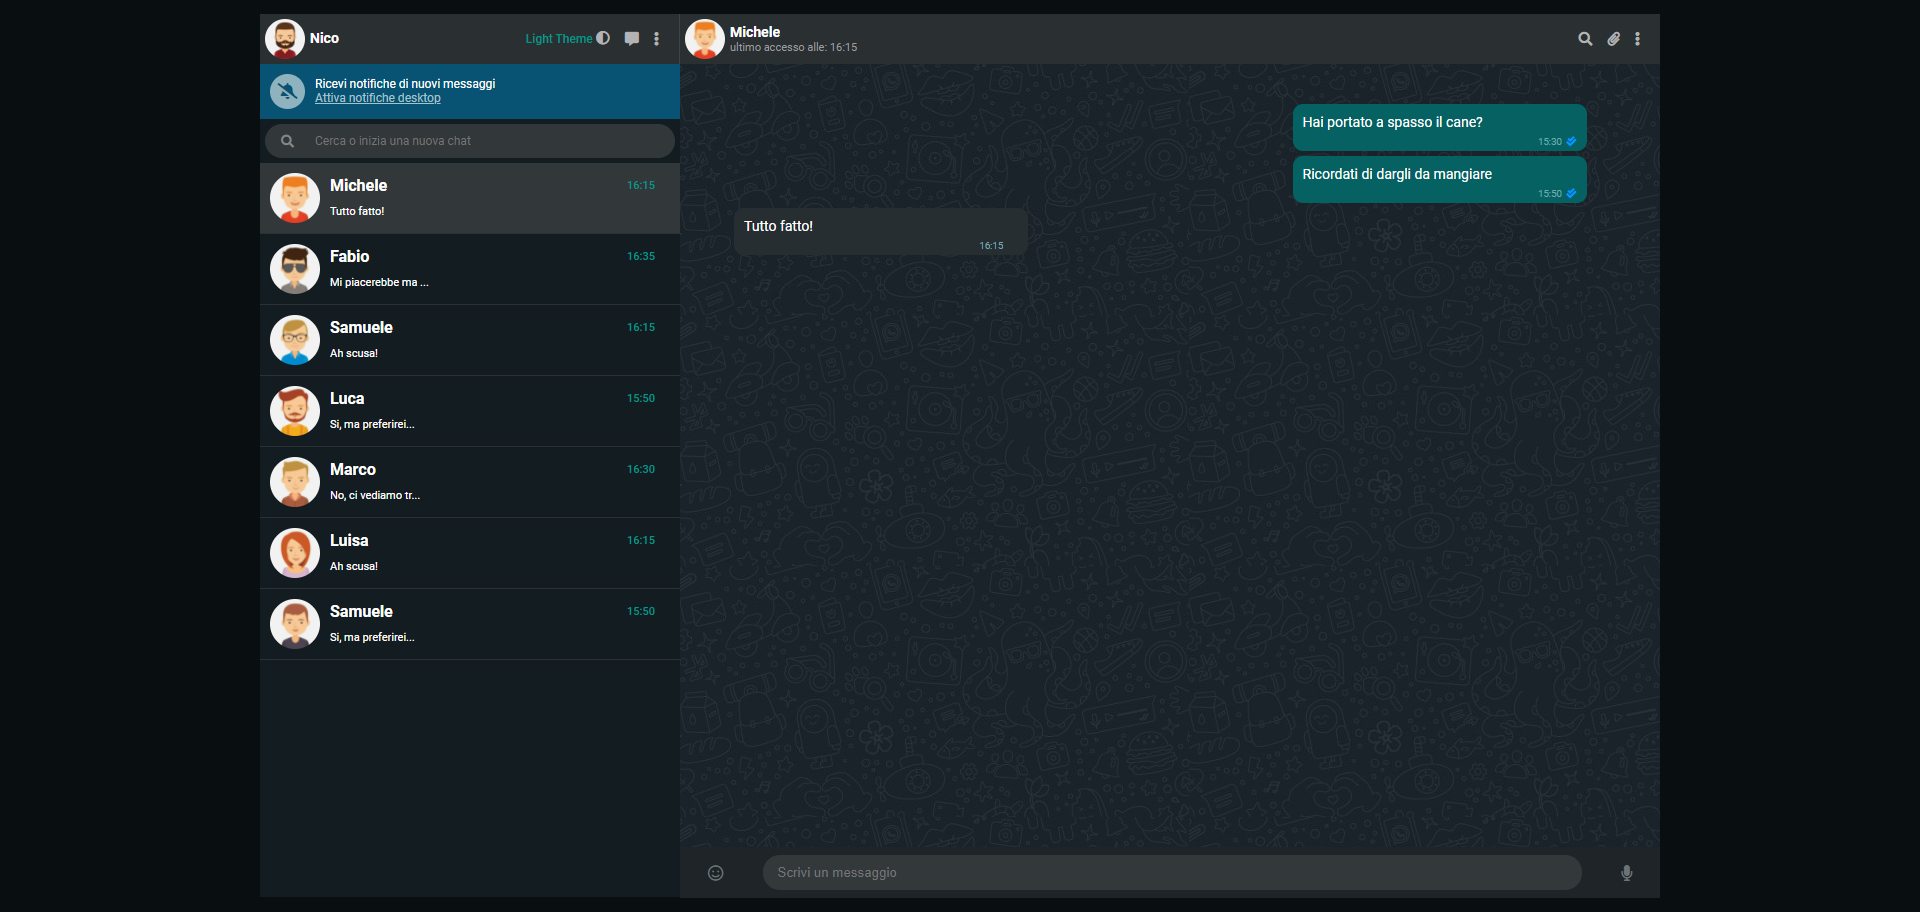 Nico
Light Theme
Ricevi notifiche di nuovi messaggi
Attiva notifiche desktop
Cerca o inizia una nuova chat
Michele 16:15
Tutto fatto!
Fabio 16:35
Mi piacerebbe ma ...
Samuele 16:15
Ah scusa!
Luca 15:50
Si, ma preferirei...
Marco 16:30
No, ci vediamo tr...
Luisa 16:15
Ah scusa!
Samuele 15:50
Si, ma preferirei...
Michele
ultimo accesso alle: 16:15
Hai portato a spasso il cane?
15:30
Ricordati di dargli da mangiare
15:50
Tutto fatto!
16:15
Scrivi un messaggio